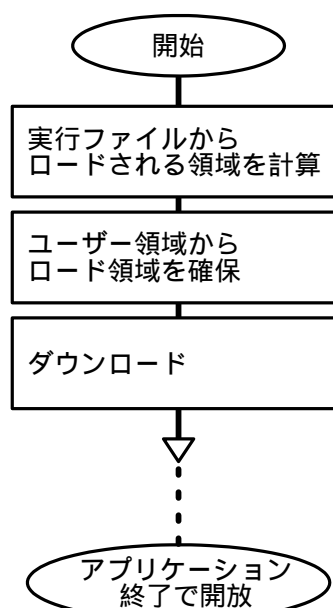 開始
実行ファイルから
ロードされる領域を計算
ユーザー領域から
ロード領域を確保
ダウンロード
アプリケーション
終了で開放